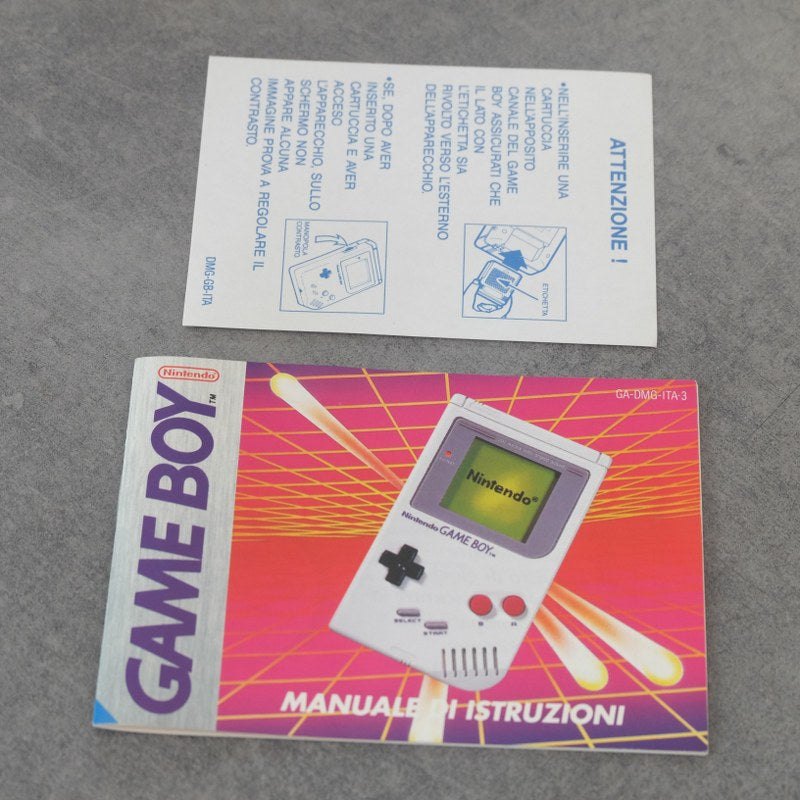 ATTENZIONE !
•NELL'INSERIRE UNA
CARTUCCIA
NELL'APPOSITO
CANALE DEL GAME
BOY ASSICURATI CHE
IL LATO CON
L'ETICHETTA SIA
RIVOLTO VERSO L'ESTERNO
DELL'APPARECCHIO.
ETICHETTA
•SE, DOPO AVER
INSERITO UNA
CARTUCCIA E AVER
ACCESO
L'APPARECCHIO, SULLO
SCHERMO NON
APPARE ALCUNA
IMMAGINE PROVA A REGOLARE IL
CONTRASTO.
MANOPOLA
CONTRASTO
DMG-GB-ITA
Nintendo
GAME BOY™
GA-DMG-ITA-3
Nintendo®
Nintendo GAME BOY™
SELECT
START
B
A
MANUALE DI ISTRUZIONI